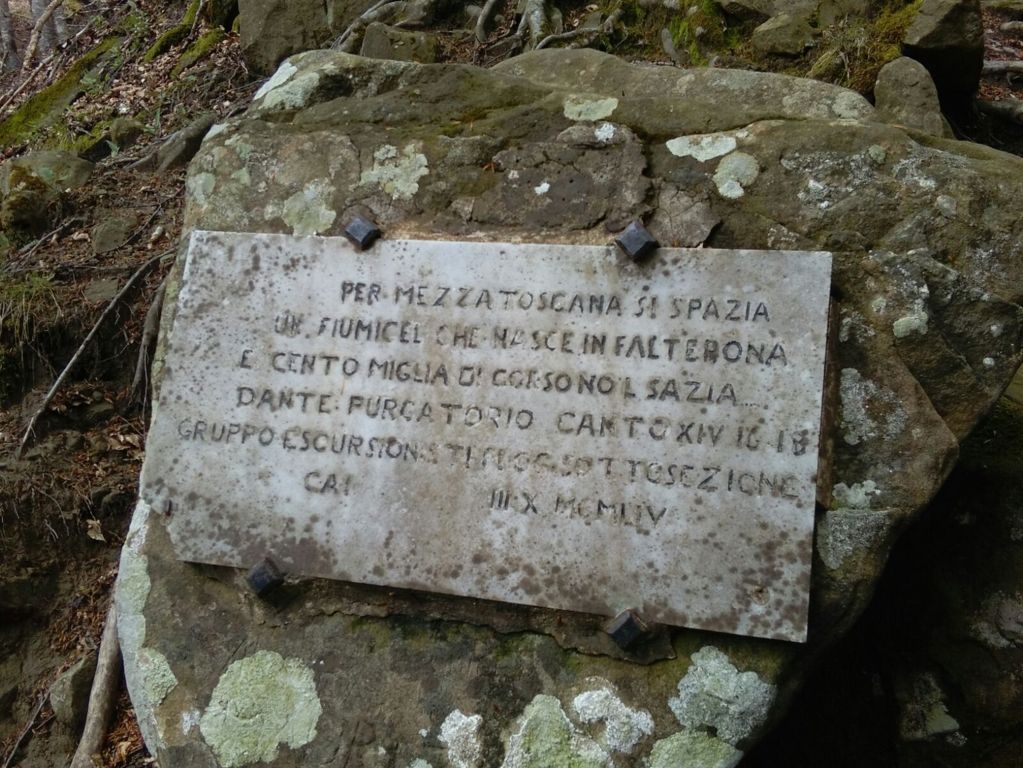 PER MEZZA TOSCANA SI SPAZIA
UN FIUMICEL CHE NASCE IN FALTERONA
E CENTO MIGLIA DI CORSO NOL SAZIA
DANTE PURGATORIO CANTO XIV 16 18
GRUPPO ESCURSIONISTI SOTTOSEZIONE
CAI III X MCMLIV